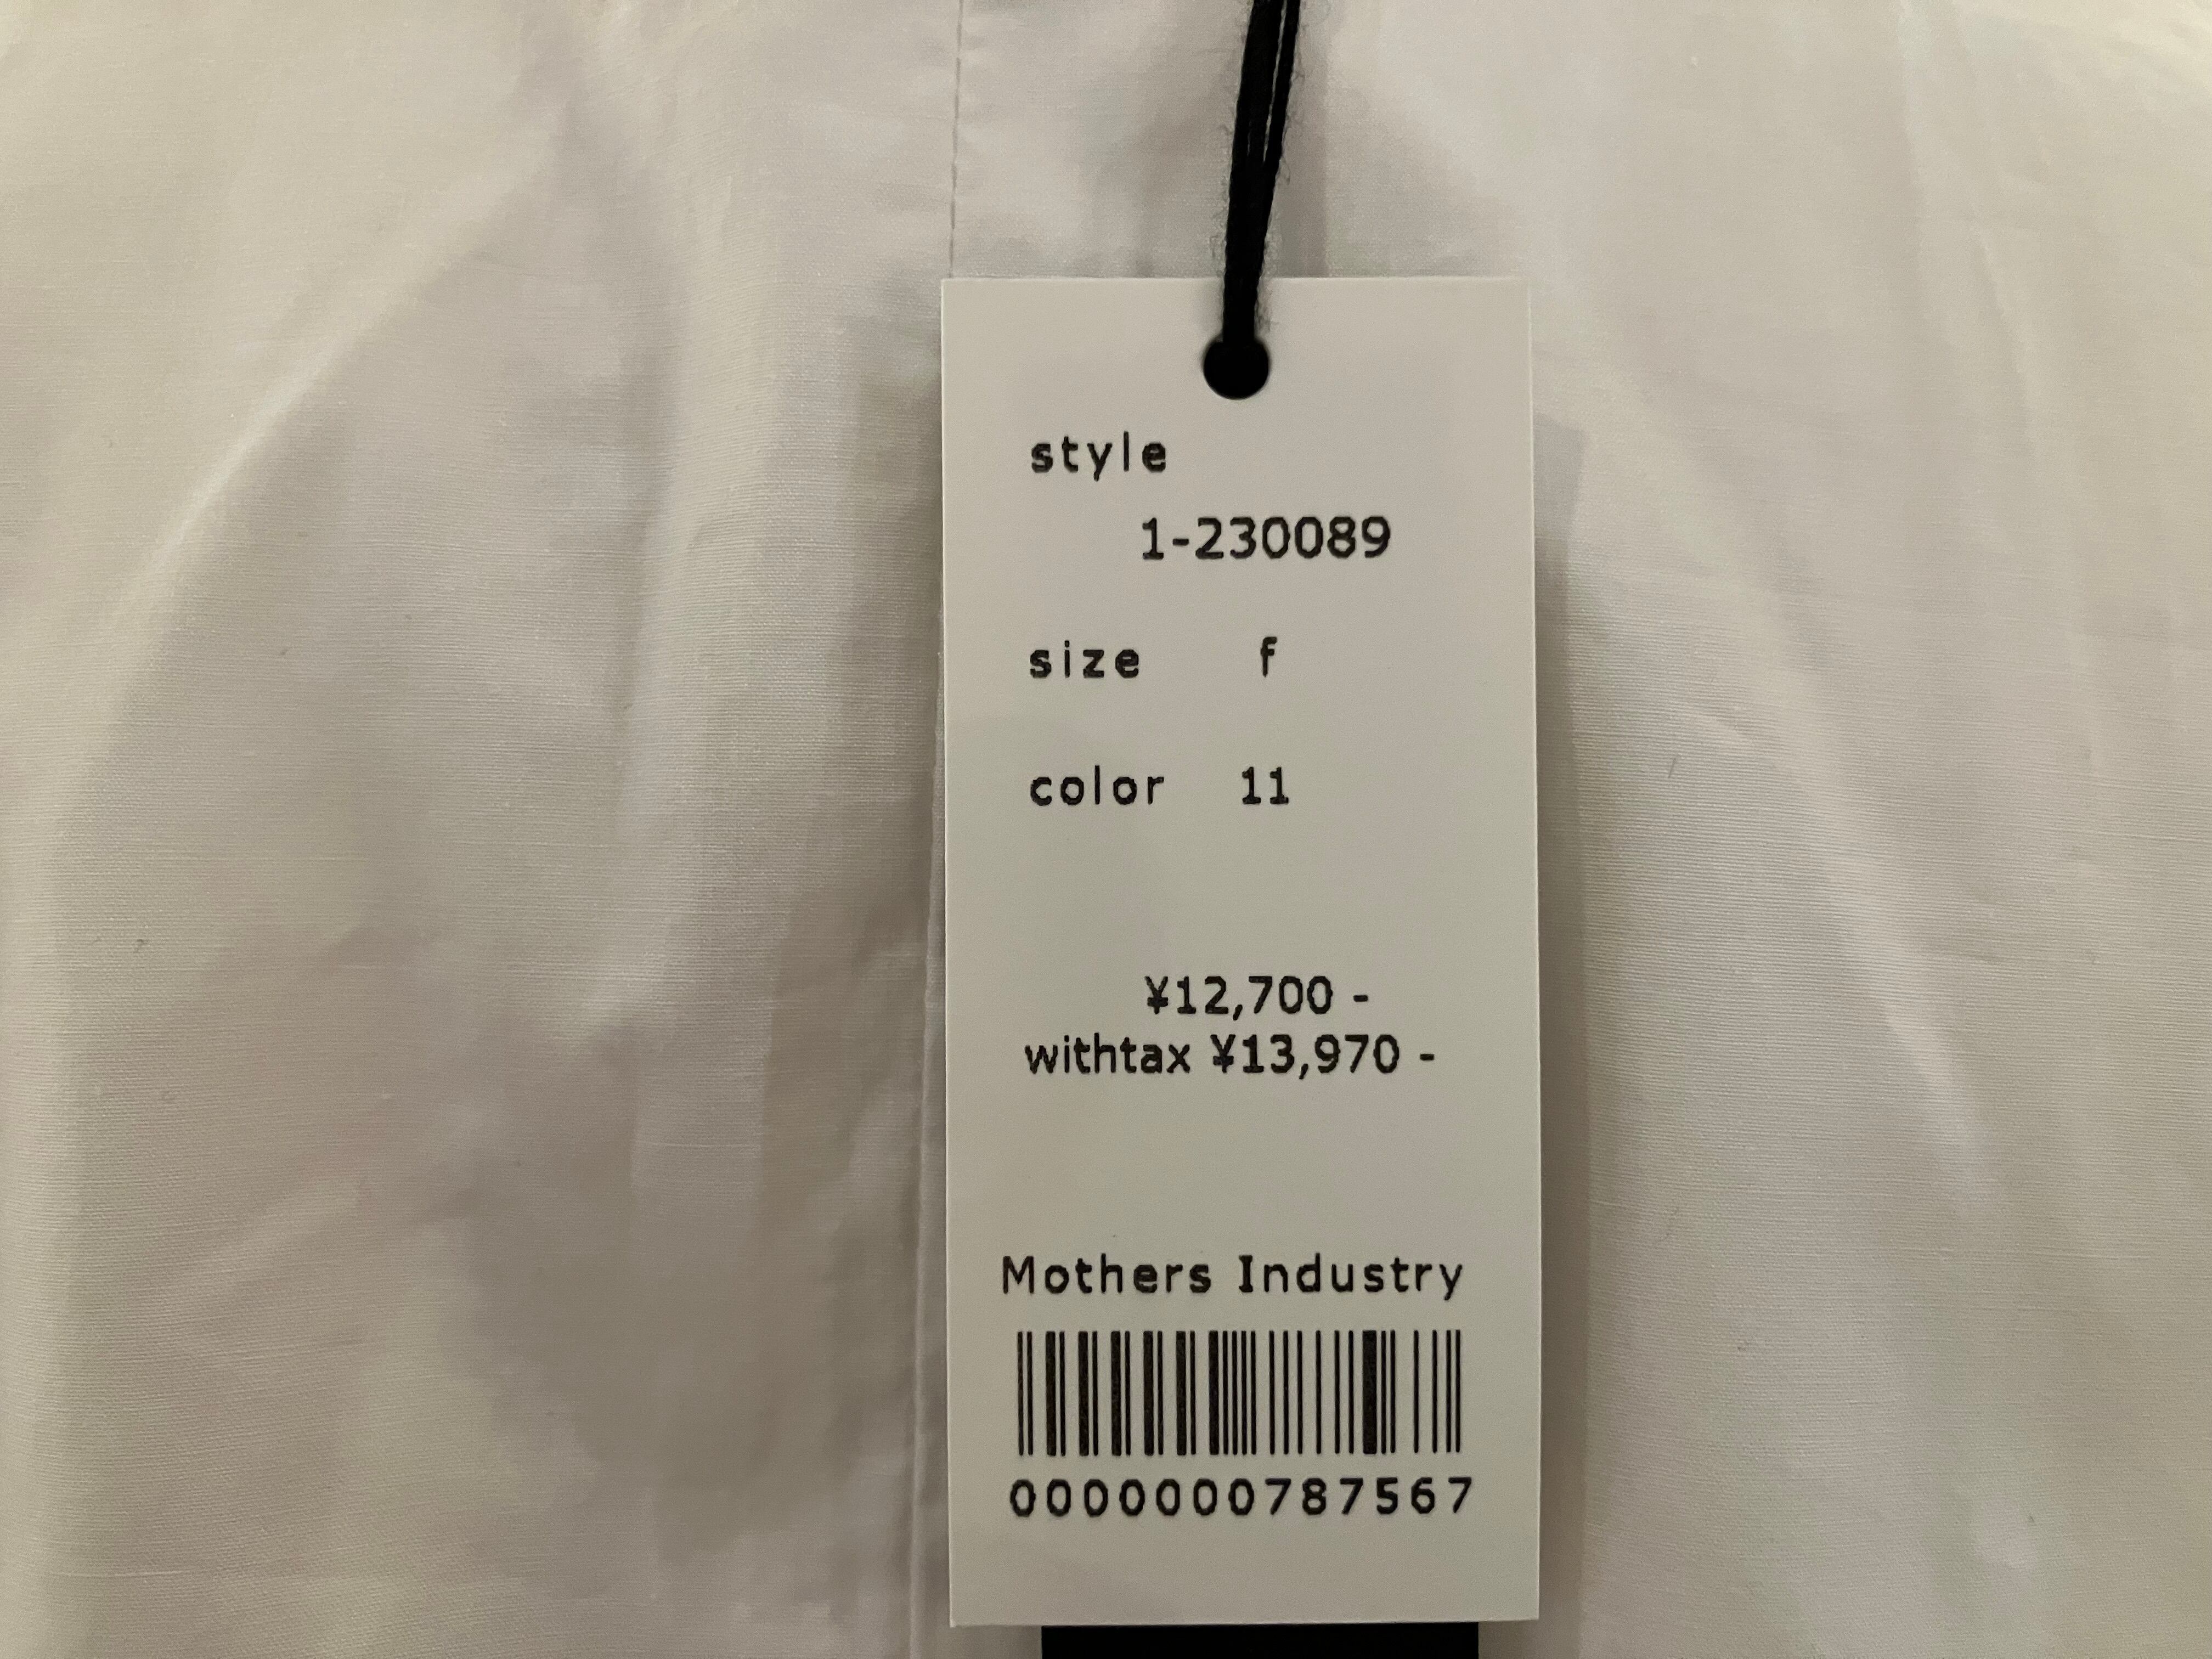 style
1-230089
size f
color 11
¥12,700 -
withtax ¥13,970 -
Mothers Industry
0000000787567